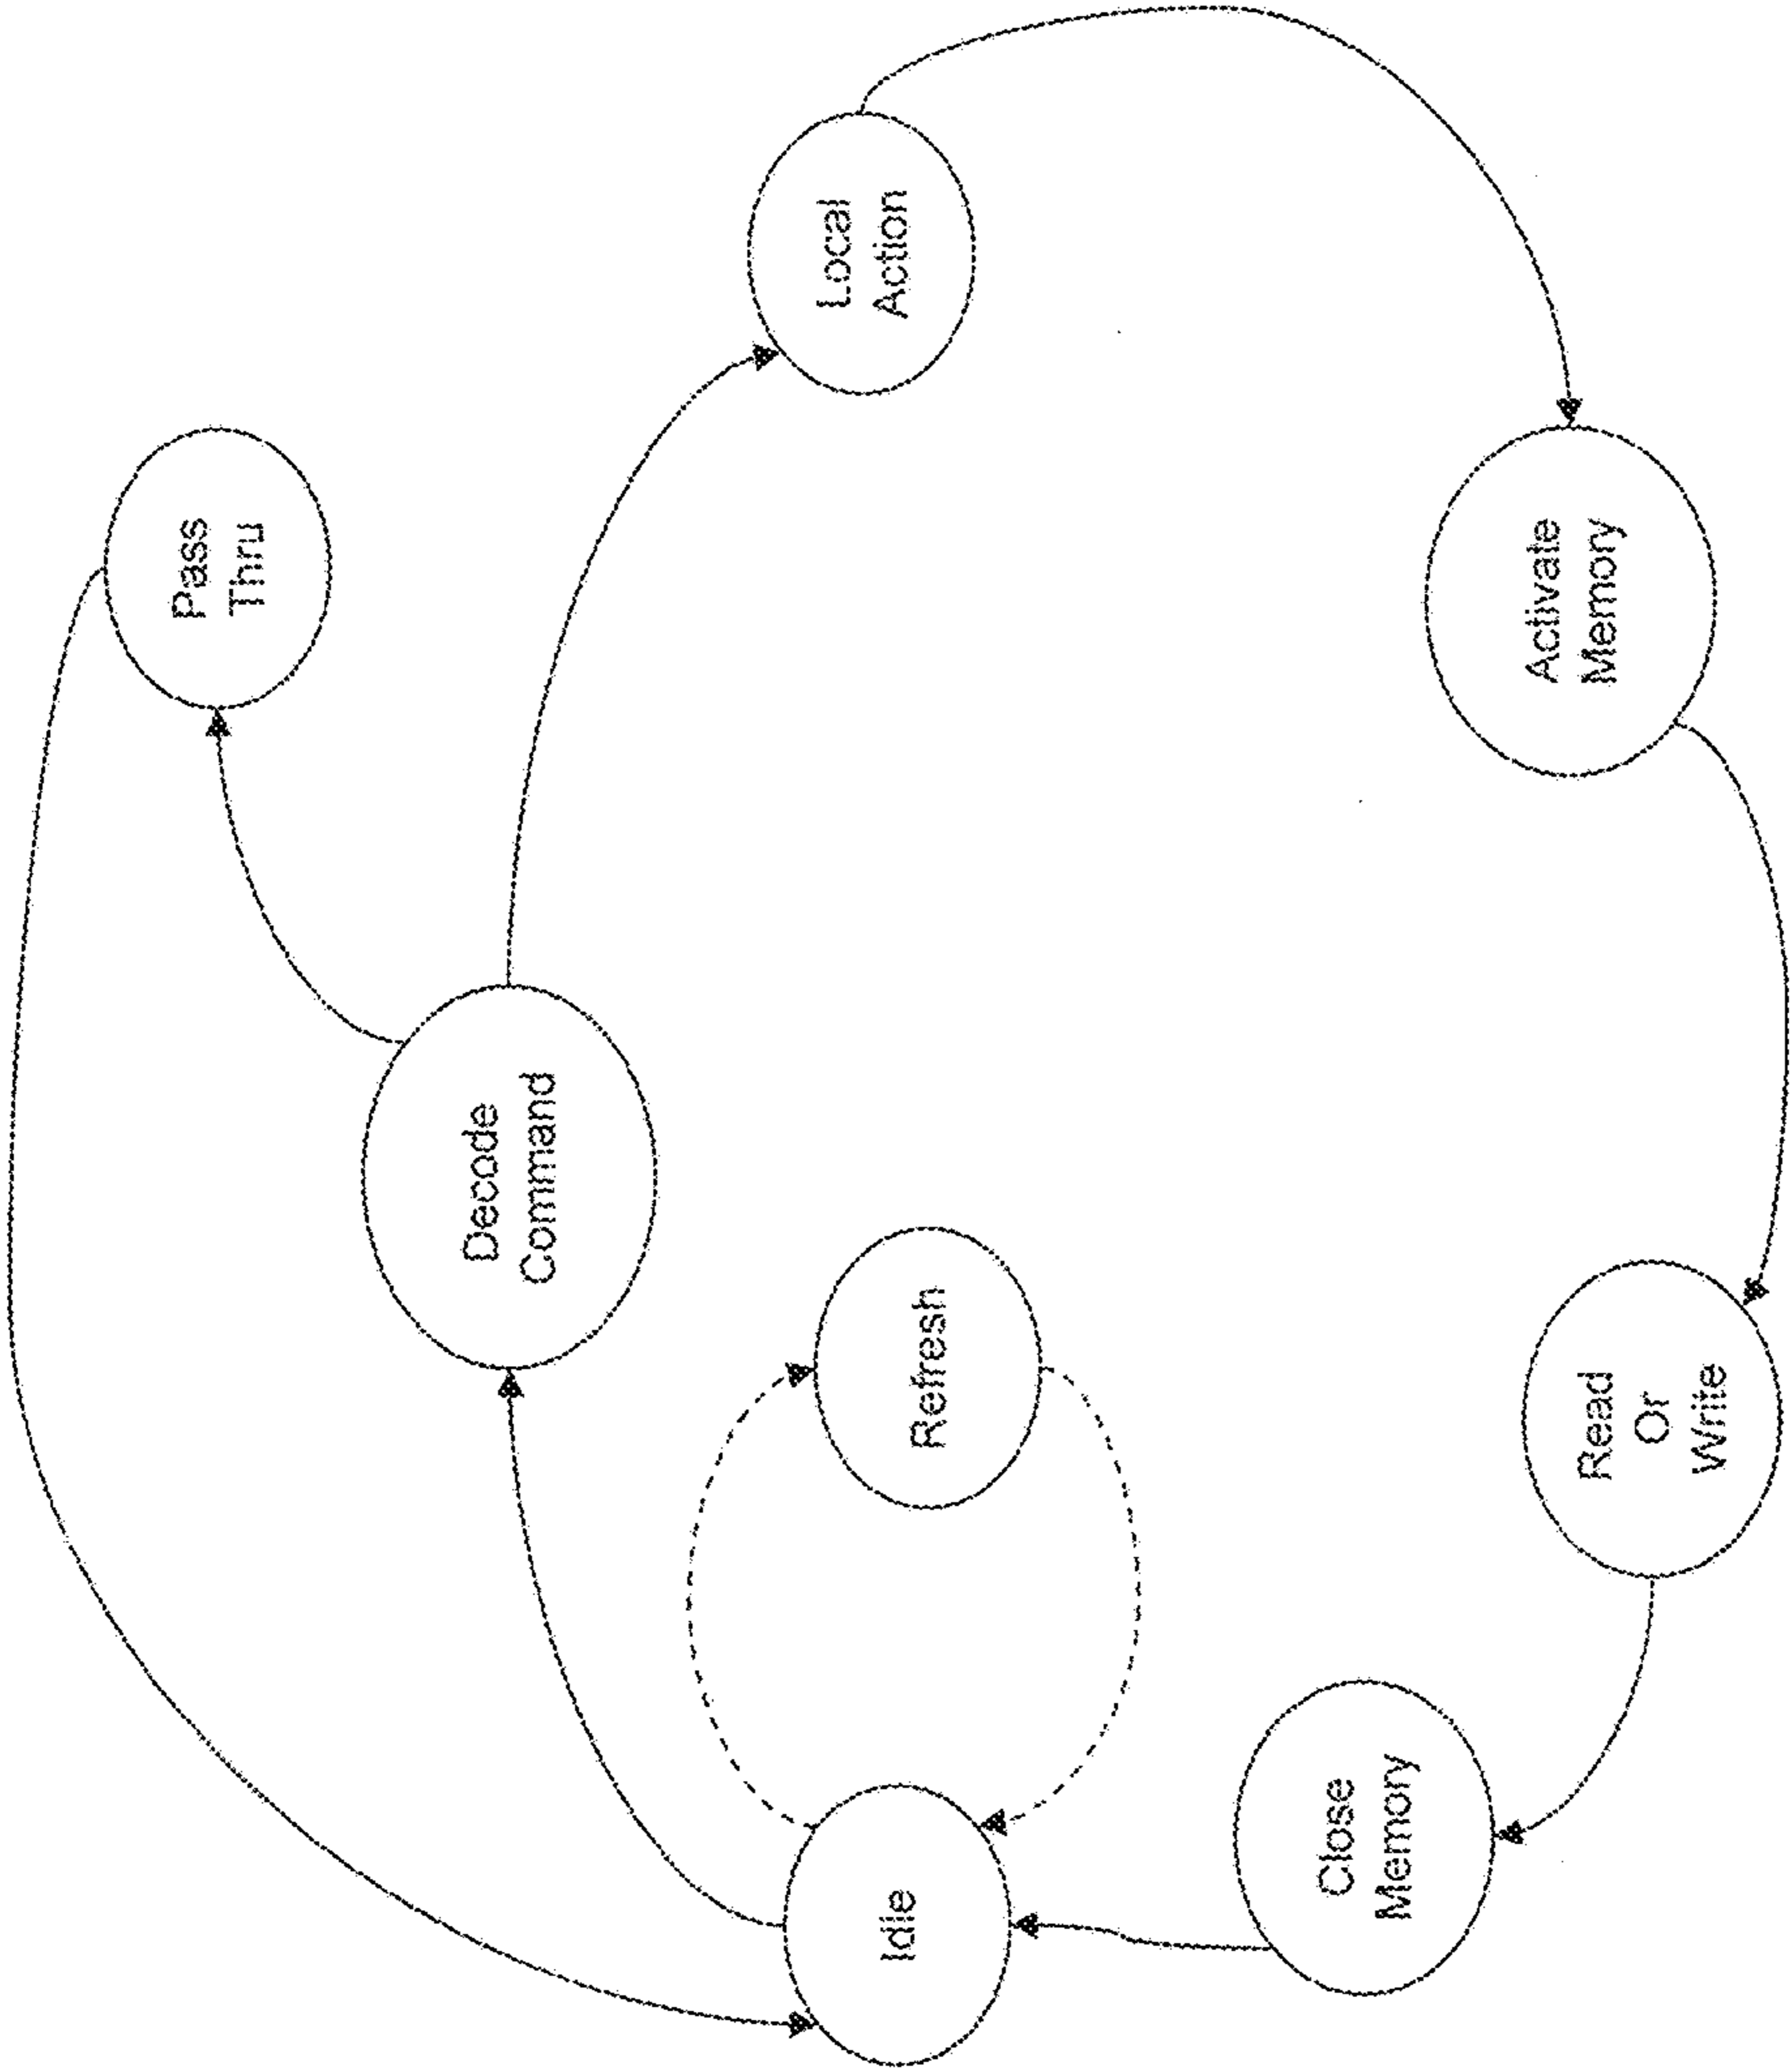 Pass
Thru
Local
Action
Decode
Command
Refresh
Idle
Activate
Memory
Read
Or
Write
Close
Memory